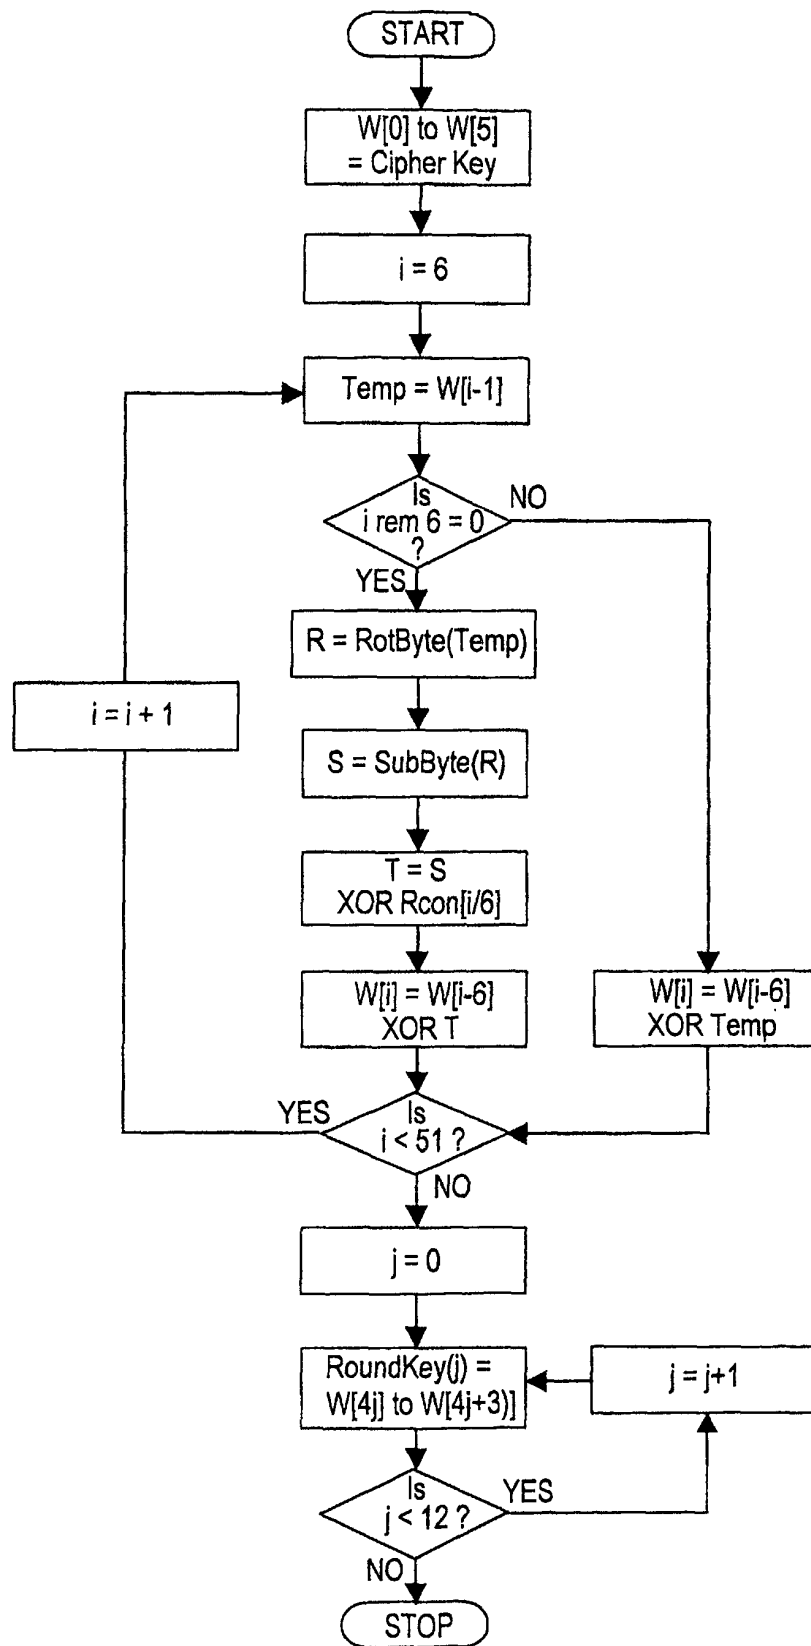 START
W[0] to W[5]
= Cipher Key
i = 6
Temp = W[i-1]
Is
i rem 6 = 0
?
NO
YES
R = RotByte(Temp)
i = i + 1
S = SubByte(R)
T = S
XOR Rcon[i/6]
W[i] = W[i-6]
XOR T
W[i] = W[i-6]
XOR Temp
YES
Is
i < 51 ?
NO
j = 0
RoundKey(j) =
W[4j] to W[4j+3)]
j = j+1
Is
j < 12 ?
YES
NO
STOP